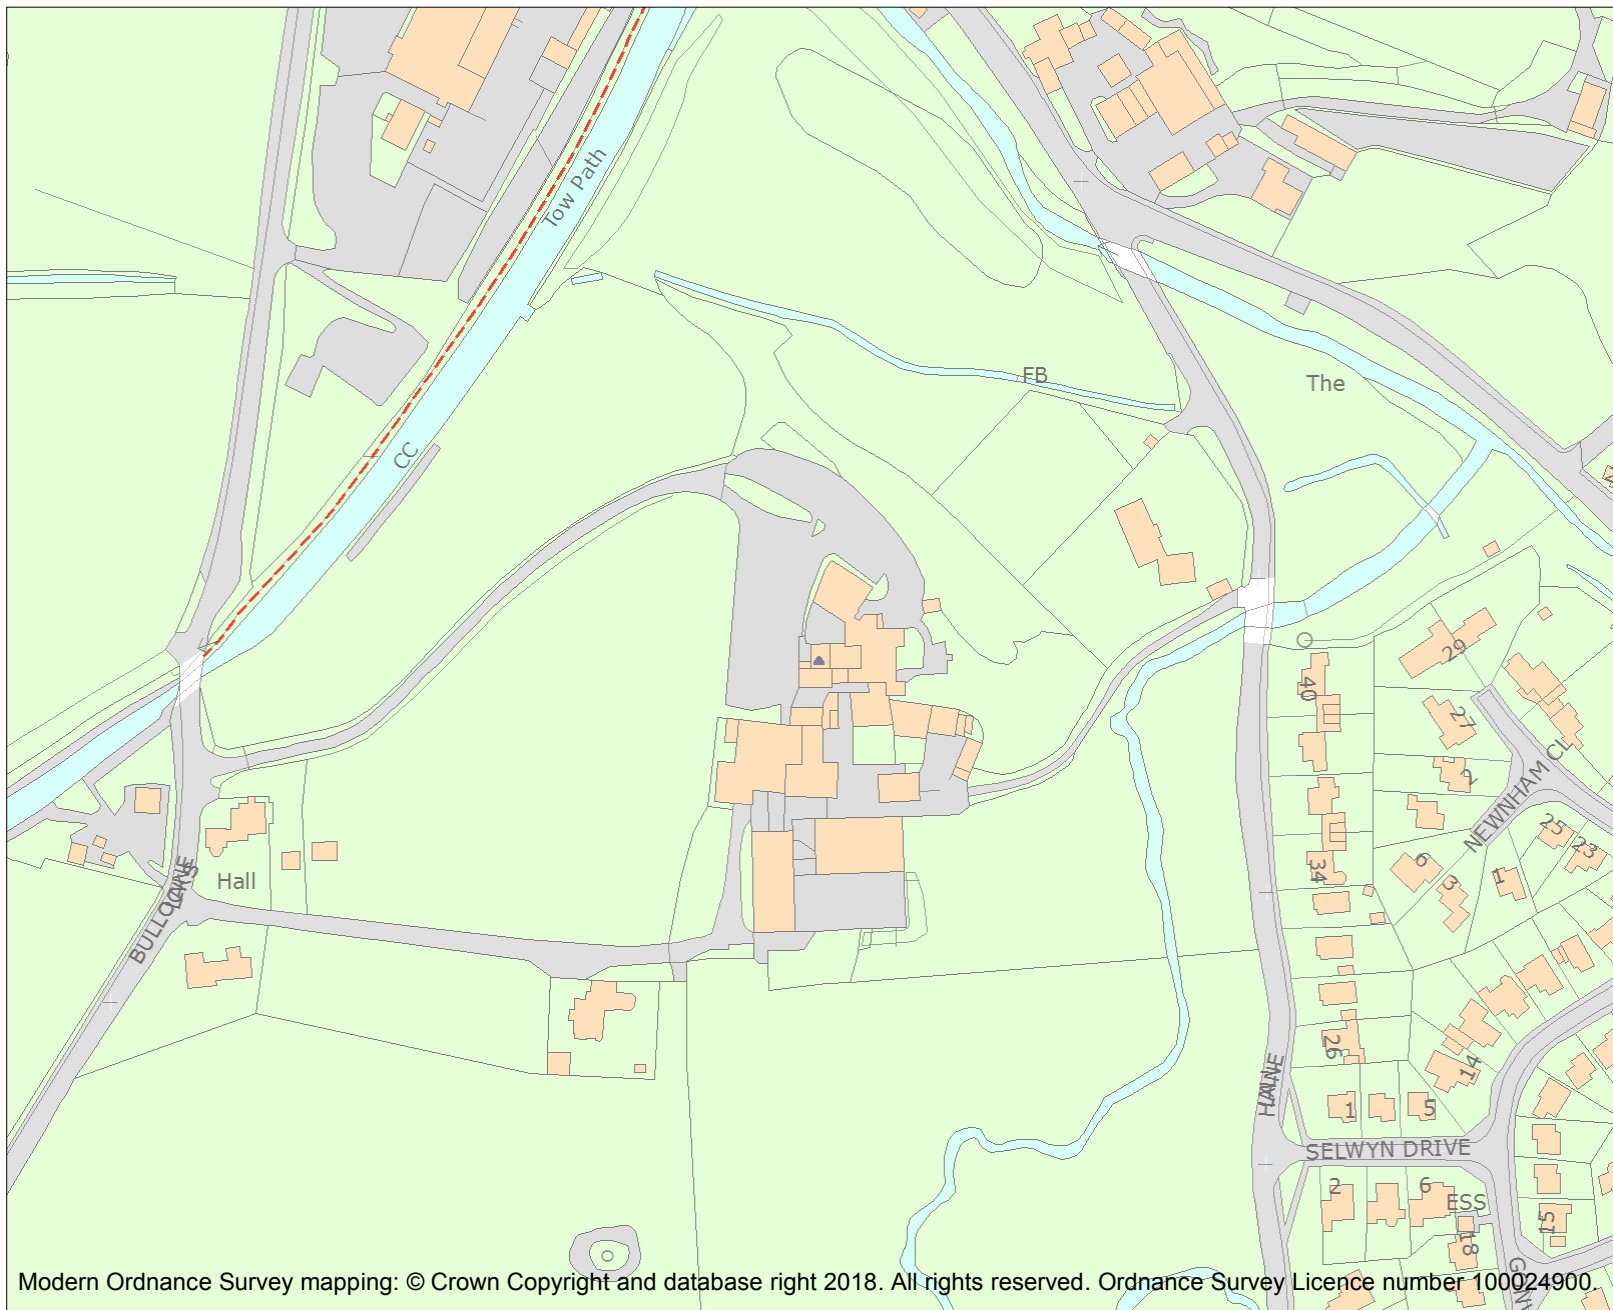 Tow Path
FB
The
CC
29
40
27
2
NEWNHAM CL
25
23
6
3
1
34
Hall
BULLOCKS
LANE
26
14
LANE
1
5
SELWYN DRIVE
2
6
ESS
15
18
Modern Ordnance Survey mapping: © Crown Copyright and database right 2018. All rights reserved. Ordnance Survey Licence number 100024900.